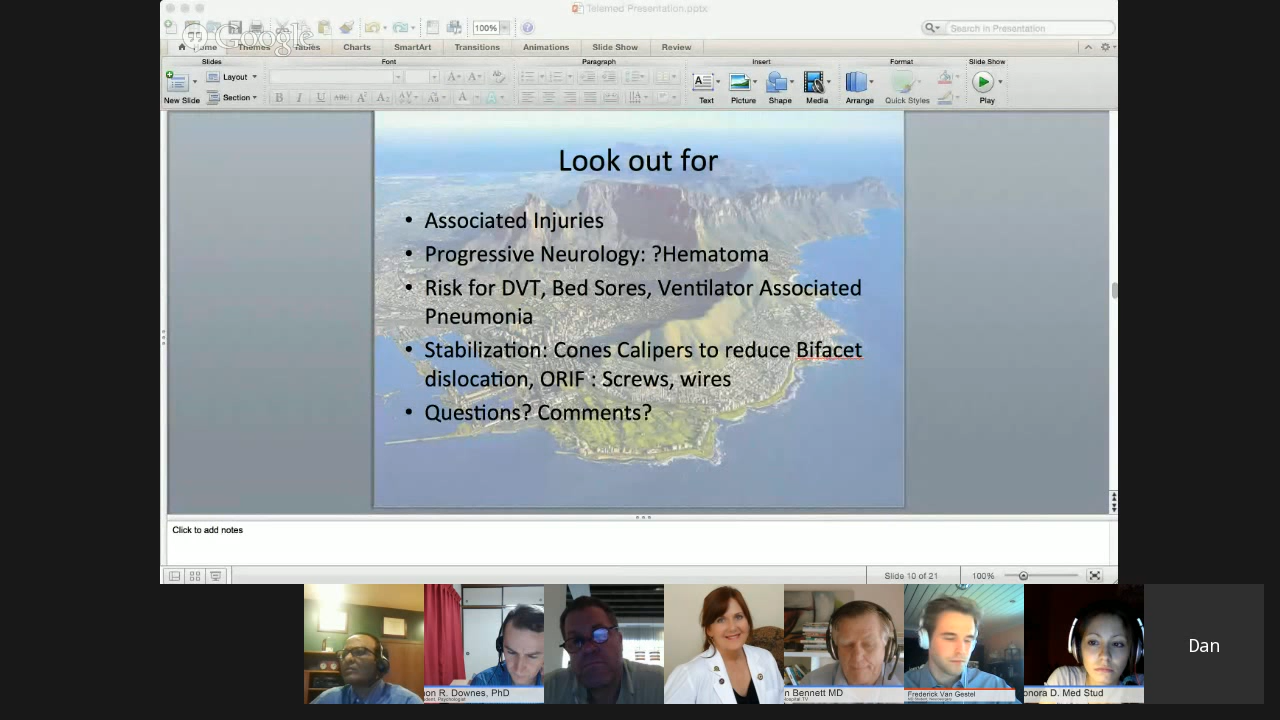 Telemed Presentation.pptx
100%
Search in Presentation
Google
Home
Themes
Tables
Charts
SmartArt
Transitions
Animations
Slide Show
Review
Slides
Font
Paragraph
Insert
Format
Slide Show
New Slide
Layout
Section
Text
Picture
Shape
Media
Arrange
Quick Styles
Play
Look out for
• Associated Injuries
• Progressive Neurology: ?Hematoma
• Risk for DVT, Bed Sores, Ventilator Associated
Pneumonia
• Stabilization: Cones Calipers to reduce Bifacet
dislocation, ORIF : Screws, wires
• Questions? Comments?
Click to add notes
Slide 10 of 21
100%
on R. Downes, PhD
n Bennett MD
Frederick Van Gestel
onora D. Med Stud
Dan